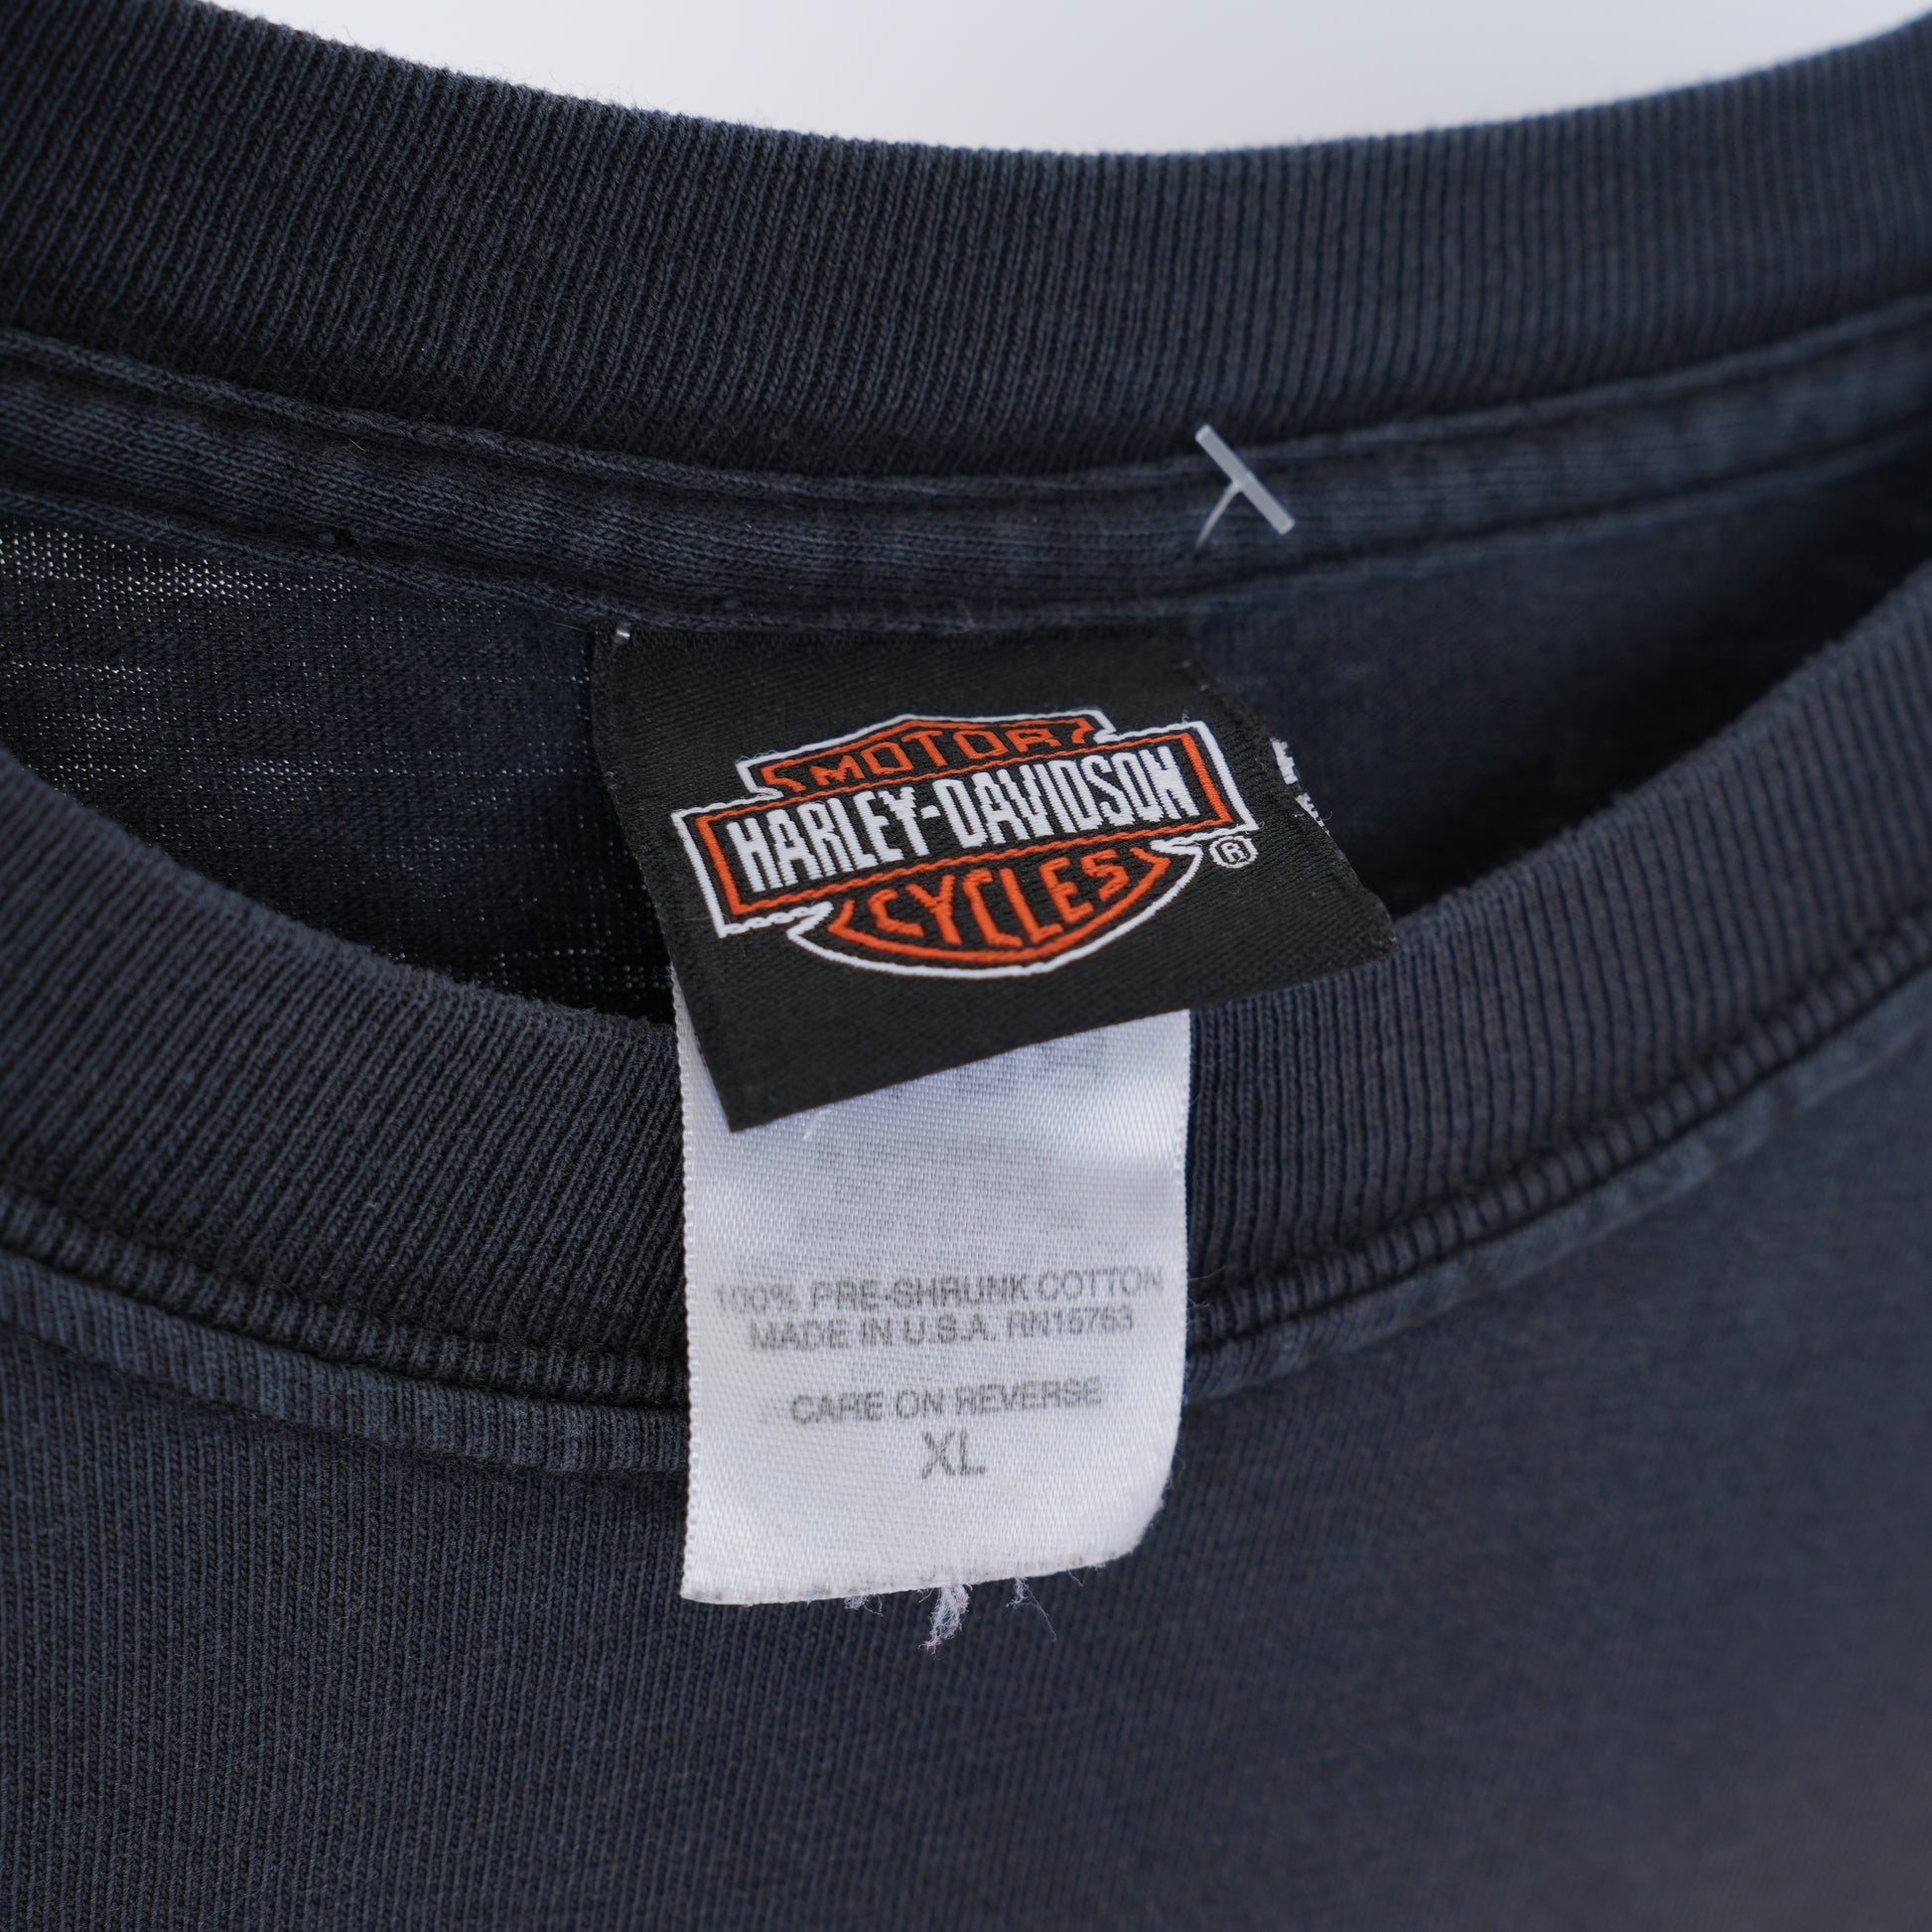 MOTOR
HARLEY-DAVIDSON
CYCLES
®
100% PRE-SHRUNK COTTON
MADE IN U.S.A. RN15763
CARE ON REVERSE
XL